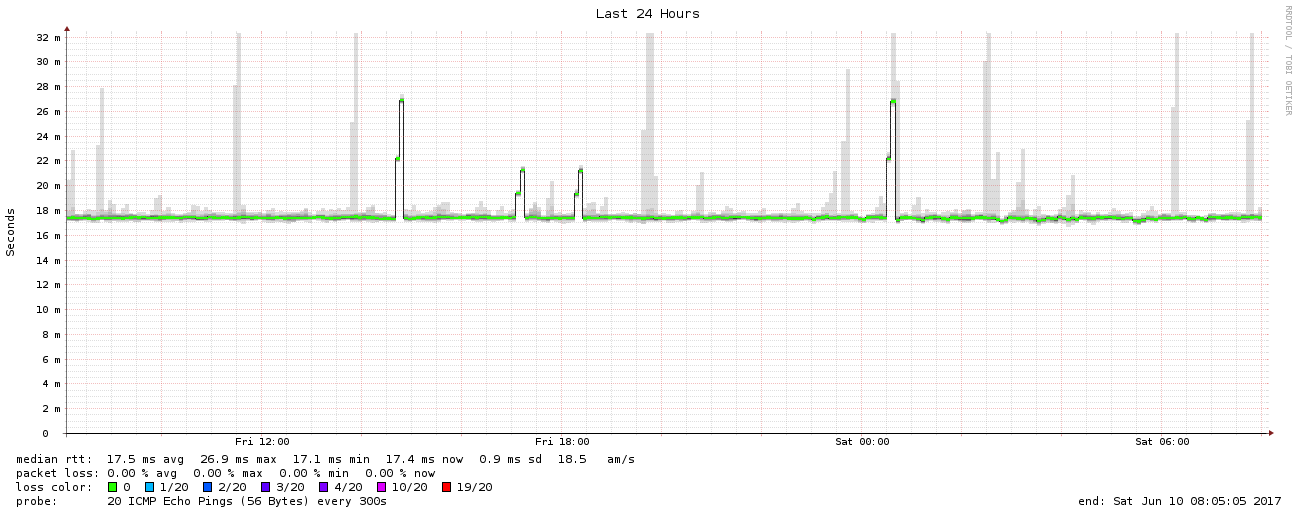 Last 24 Hours
RRDTOOL / TOBI OETIKER
Seconds
32 m
30 m
28 m
26 m
24 m
22 m
20 m
18 m
16 m
14 m
12 m
10 m
8 m
6 m
4 m
2 m
0
Fri 12:00 Fri 18:00 Sat 00:00 Sat 06:00
median rtt: 17.5 ms avg 26.9 ms max 17.1 ms min 17.4 ms now 0.9 ms sd 18.5 am/s
packet loss: 0.00 % avg 0.00 % max 0.00 % min 0.00 % now
loss color: 0 1/20 2/20 3/20 4/20 10/20 19/20
probe: 20 ICMP Echo Pings (56 Bytes) every 300s end: Sat Jun 10 08:05:05 2017